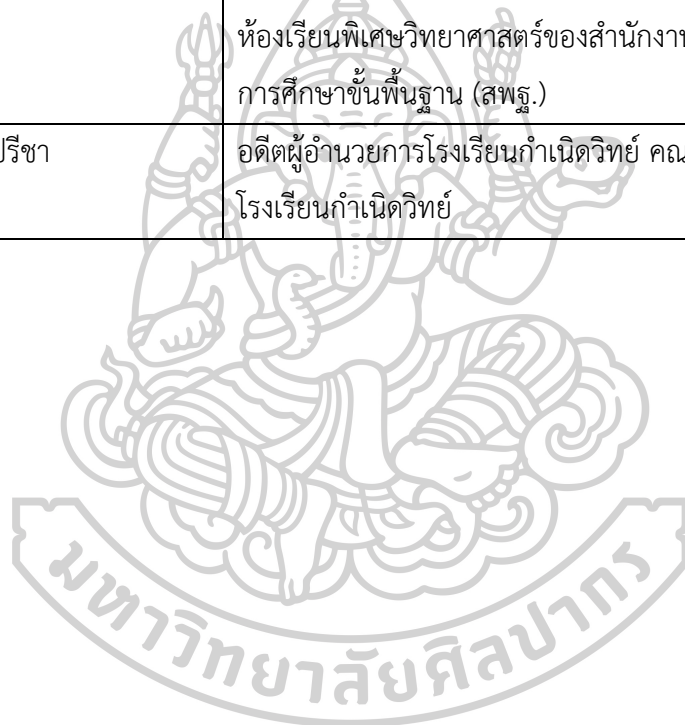 ห้องเรียนพิเศษวิทยาศาสตร์ของสำนักงาน
การศึกษาขั้นพื้นฐาน (สพฐ.)
ปรีชา
อดีตผู้อำนวยการโรงเรียนกำเนิดวิทย์ คณ
โรงเรียนกำเนิดวิทย์
มหาวิทยาลัยศิลปากร